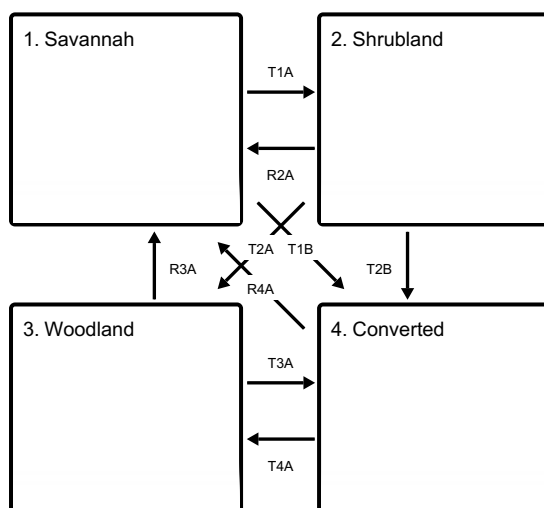 1. Savannah
2. Shrubland
T1A
R2A
T2A
T1B
R3A
T2B
R4A
3. Woodland
4. Converted
T3A
T4A